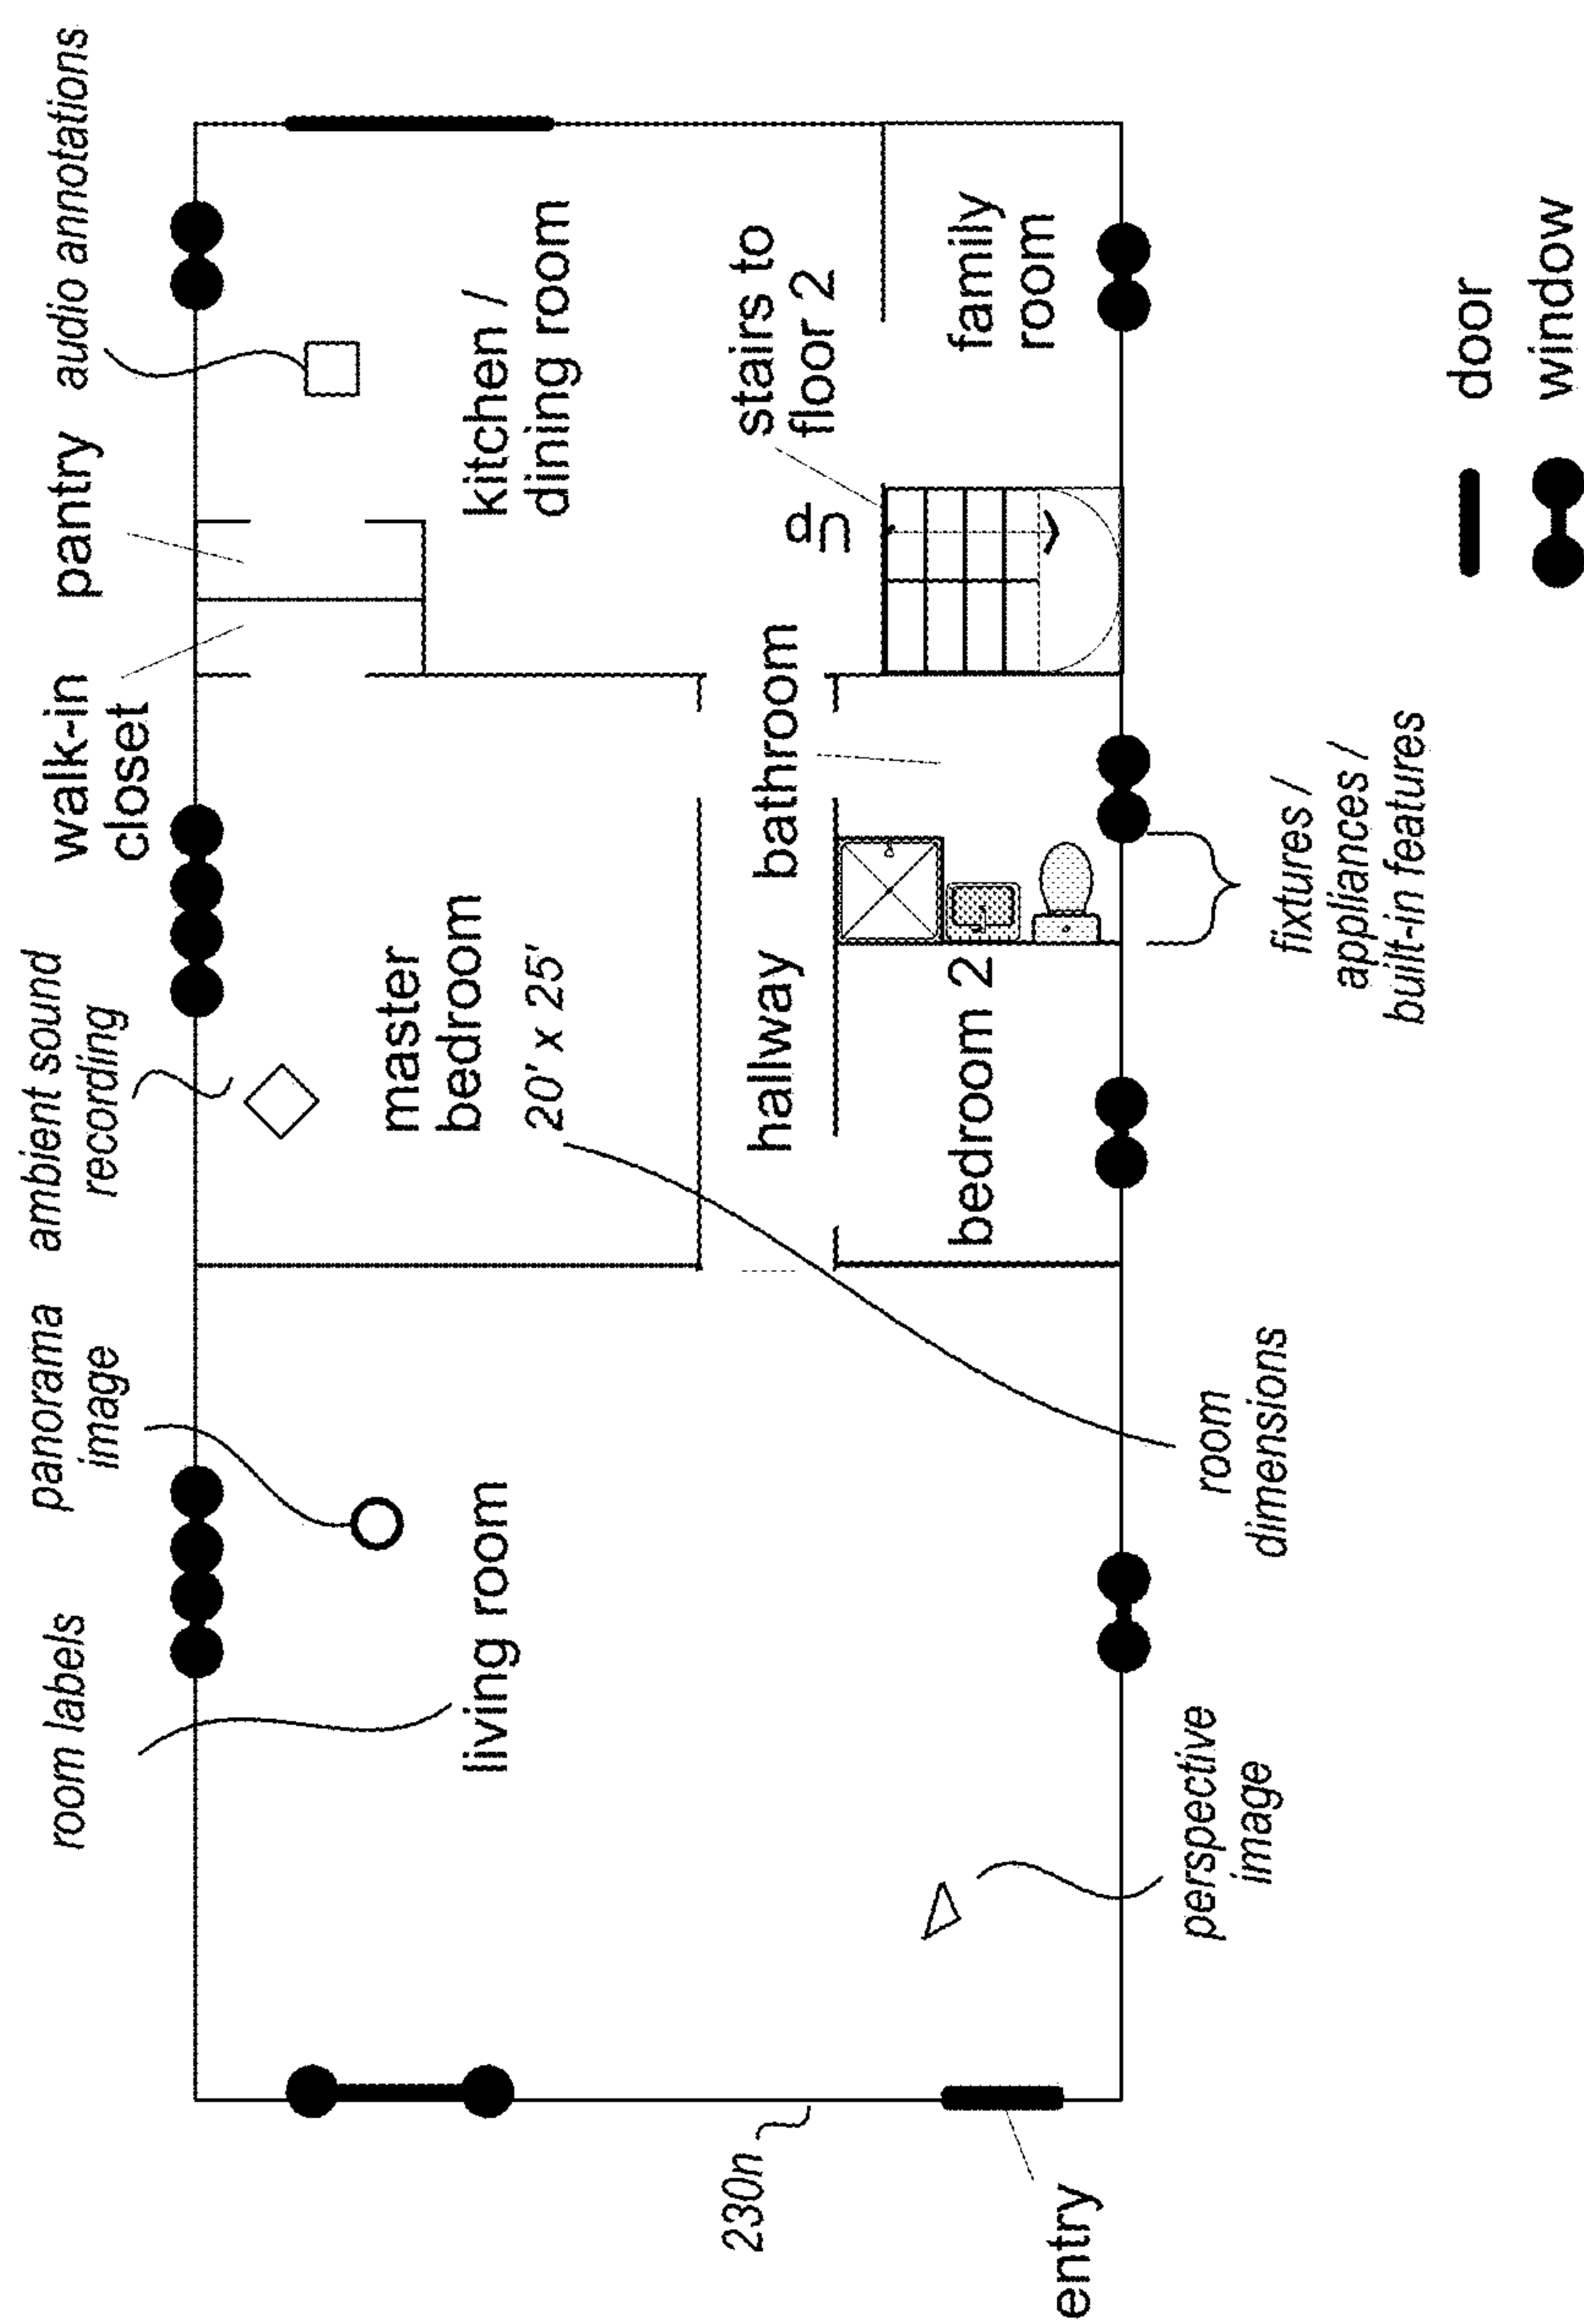 room labels
panorama
image
ambient sound
recording
walk-in
closet
pantry
audio annotations
living room
master
bedroom
20' x 25'
kitchen /
dining room
230n
hallway
bathroom
up
stairs to
floor 2
entry
bedroom 2
family
room
perspective
image
room
dimensions
fixtures /
appliances /
built-in features
door
window